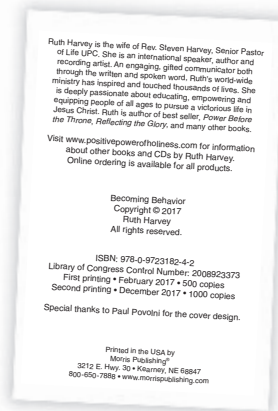 Ruth Harvey is the wife of Rev. Steven Harvey, Senior Pastor
of Life UPC. She is an international speaker, author and
recording artist. An engaging, gifted communicator both
through the written and spoken word, Ruth's world-wide
ministry has inspired and touched thousands of lives. She
is deeply passionate about educating, empowering and
equipping people of all ages to pursue a victorious life in
Jesus Christ. Ruth is author of best seller, Power Before
the Throne, Reflecting the Glory, and many other books.
Visit www.positivepowerofholiness.com for information
about other books and CDs by Ruth Harvey.
Online ordering is available for all products.
Becoming Behavior
Copyright © 2017
Ruth Harvey
All rights reserved.
ISBN: 978-0-9723182-4-2
Library of Congress Control Number: 2008923373
First printing • February 2017 • 500 copies
Second printing • December 2017 • 1000 copies
Special thanks to Paul Povolni for the cover design.
Printed in the USA by
Morris Publishing®
3212 E. Hwy. 30 • Kearney, NE 68847
800-650-7888 • www.morrispublishing.com